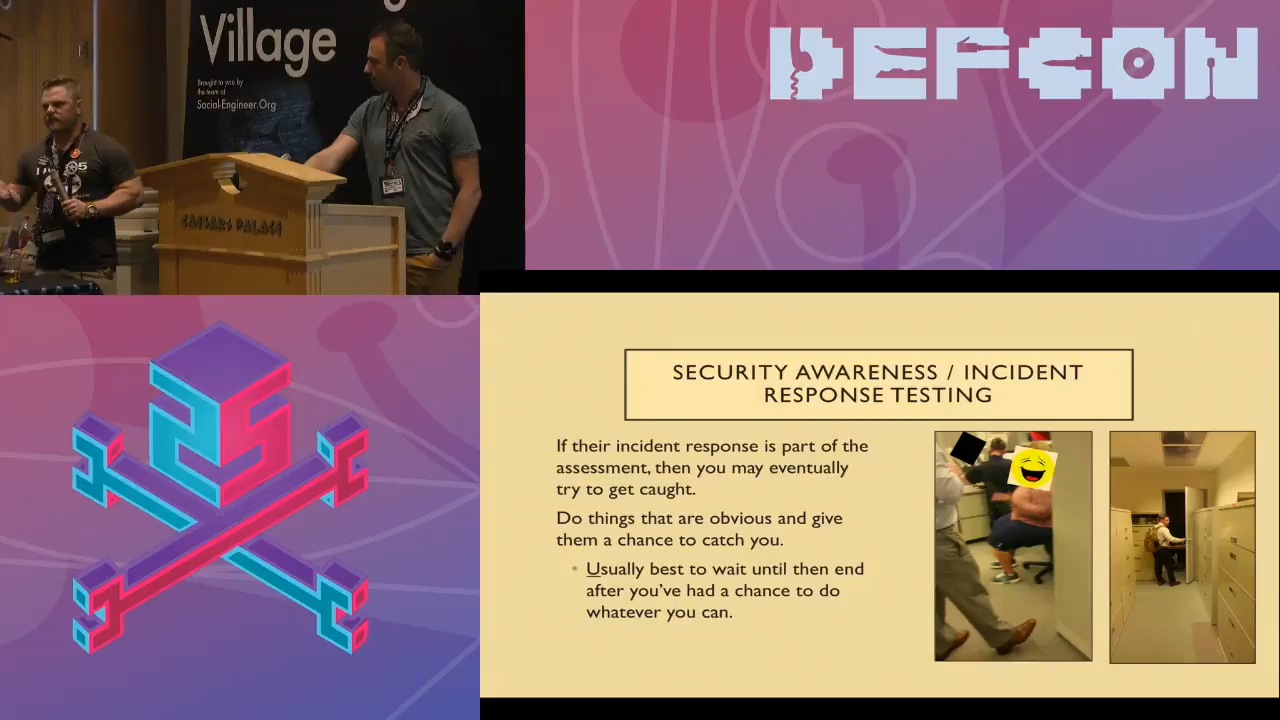 Village
Brought to you by
the team at
Social-Engineer.Org
CAESARS PALACE
DEFCON
25
SECURITY AWARENESS / INCIDENT
RESPONSE TESTING
If their incident response is part of the
assessment, then you may eventually
try to get caught.
Do things that are obvious and give
them a chance to catch you.
Usually best to wait until then end
after you've had a chance to do
whatever you can.